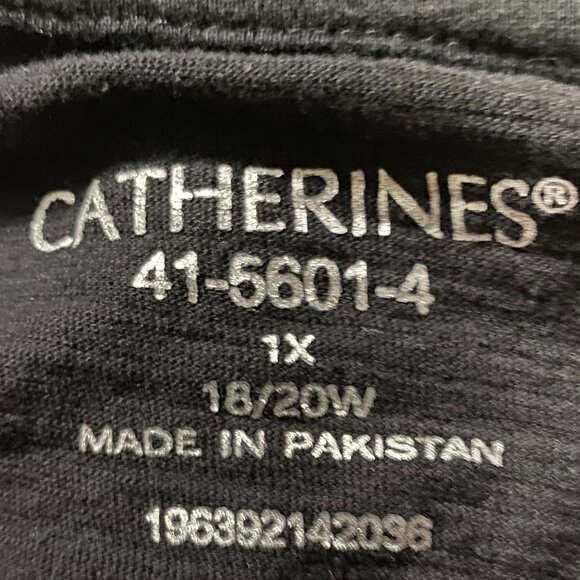 CATHERINES®
41-5601-4
1X
18/20W
MADE IN PAKISTAN
196392142036